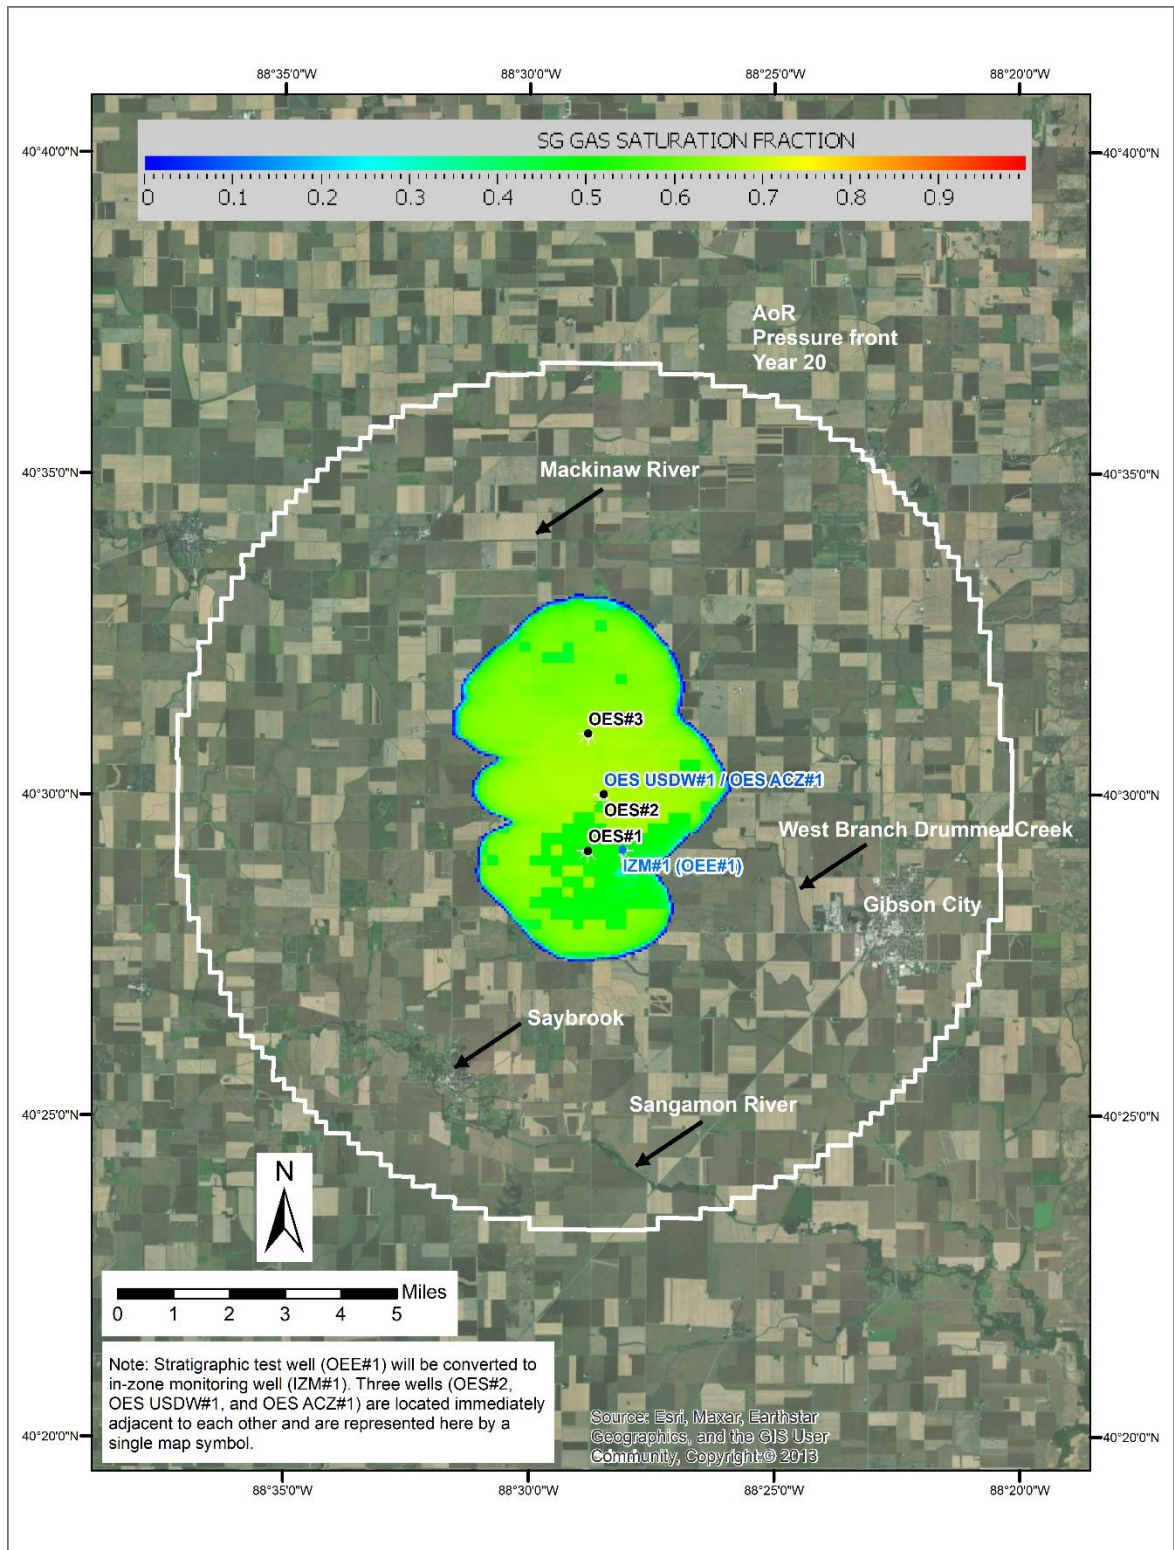 88°35'0"W 88°30'0"W 88°25'0"W 88°20'0"W
40°40'0"N 40°40'0"N
SG GAS SATURATION FRACTION
0 0.1 0.2 0.3 0.4 0.5 0.6 0.7 0.8 0.9
AoR
Pressure front
Year 20
40°35'0"N 40°35'0"N
Mackinaw River
OES#3
OES USDW#1 / OES ACZ#1
40°30'0"N 40°30'0"N
OES#2
OES#1
West Branch Drummer Creek
IZM#1 (OEE#1)
Gibson City
Saybrook
Sangamon River
40°25'0"N 40°25'0"N
N
Miles
0 1 2 3 4 5
Note: Stratigraphic test well (OEE#1) will be converted to
in-zone monitoring well (IZM#1). Three wells (OES#2,
OES USDW#1, and OES ACZ#1) are located immediately
adjacent to each other and are represented here by a
single map symbol.
Source: Esri, Maxar, Earthstar
Geographics, and the GIS User
Community, Copyright:© 2013
40°20'0"N 40°20'0"N
88°35'0"W 88°30'0"W 88°25'0"W 88°20'0"W